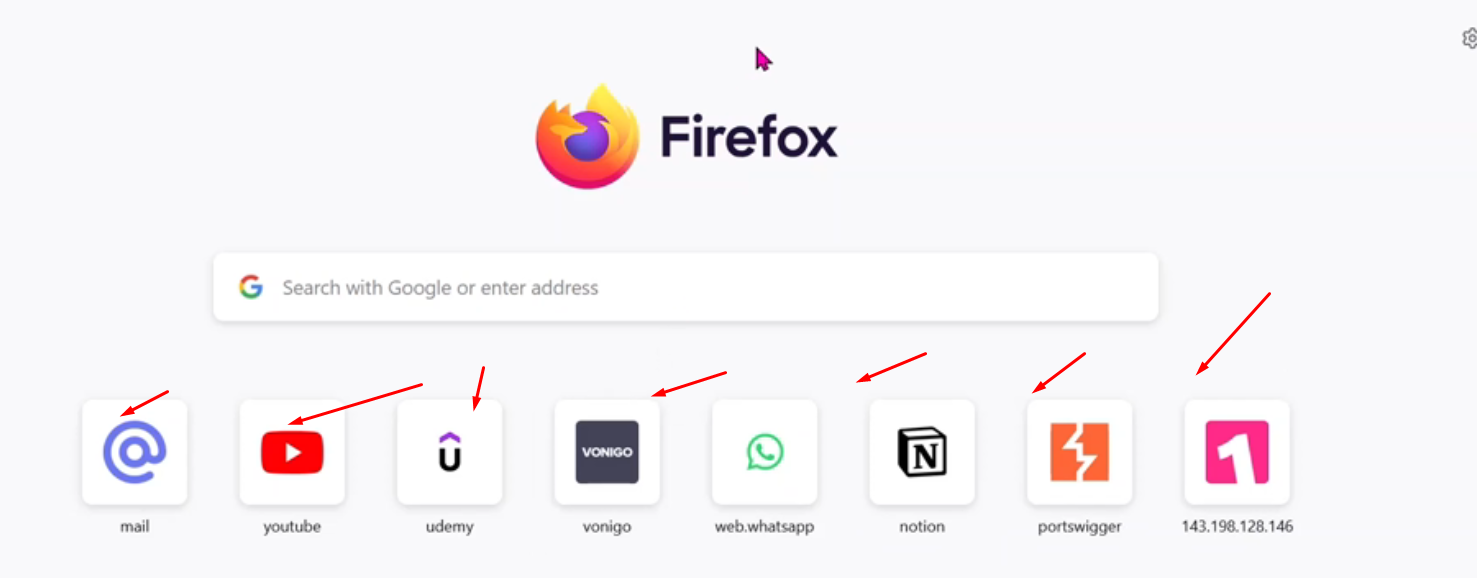 Firefox
Search with Google or enter address
VONIGO
mail
youtube
udemy
vonigo
web.whatsapp
notion
portswigger
143.198.128.146